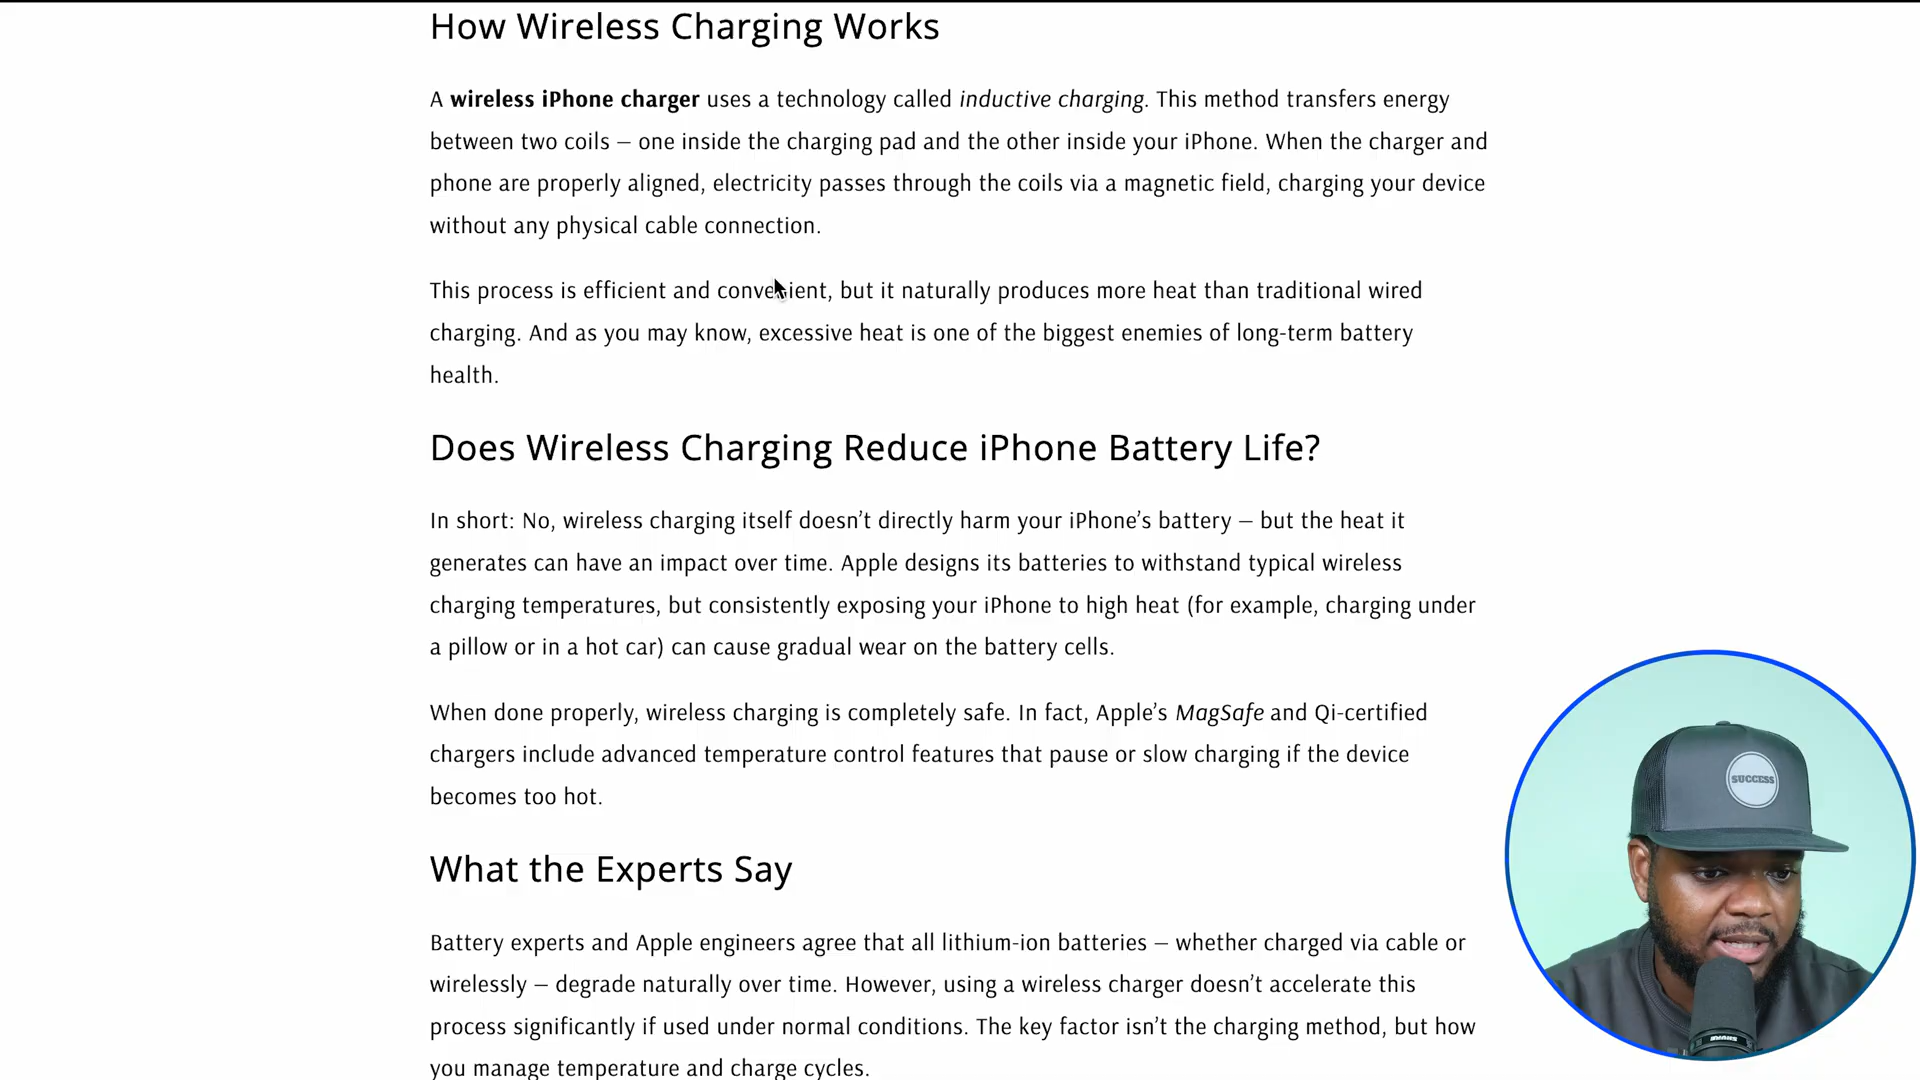 How Wireless Charging Works
A wireless iPhone charger uses a technology called inductive charging. This method transfers energy
between two coils – one inside the charging pad and the other inside your iPhone. When the charger and
phone are properly aligned, electricity passes through the coils via a magnetic field, charging your device
without any physical cable connection.
This process is efficient and convenient, but it naturally produces more heat than traditional wired
charging. And as you may know, excessive heat is one of the biggest enemies of long-term battery
health.
Does Wireless Charging Reduce iPhone Battery Life?
In short: No, wireless charging itself doesn’t directly harm your iPhone’s battery – but the heat it
generates can have an impact over time. Apple designs its batteries to withstand typical wireless
charging temperatures, but consistently exposing your iPhone to high heat (for example, charging under
a pillow or in a hot car) can cause gradual wear on the battery cells.
When done properly, wireless charging is completely safe. In fact, Apple’s MagSafe and Qi-certified
chargers include advanced temperature control features that pause or slow charging if the device
becomes too hot.
SUCCESS
What the Experts Say
Battery experts and Apple engineers agree that all lithium-ion batteries – whether charged via cable or
wirelessly – degrade naturally over time. However, using a wireless charger doesn’t accelerate this
process significantly if used under normal conditions. The key factor isn’t the charging method, but how
you manage temperature and charge cycles.